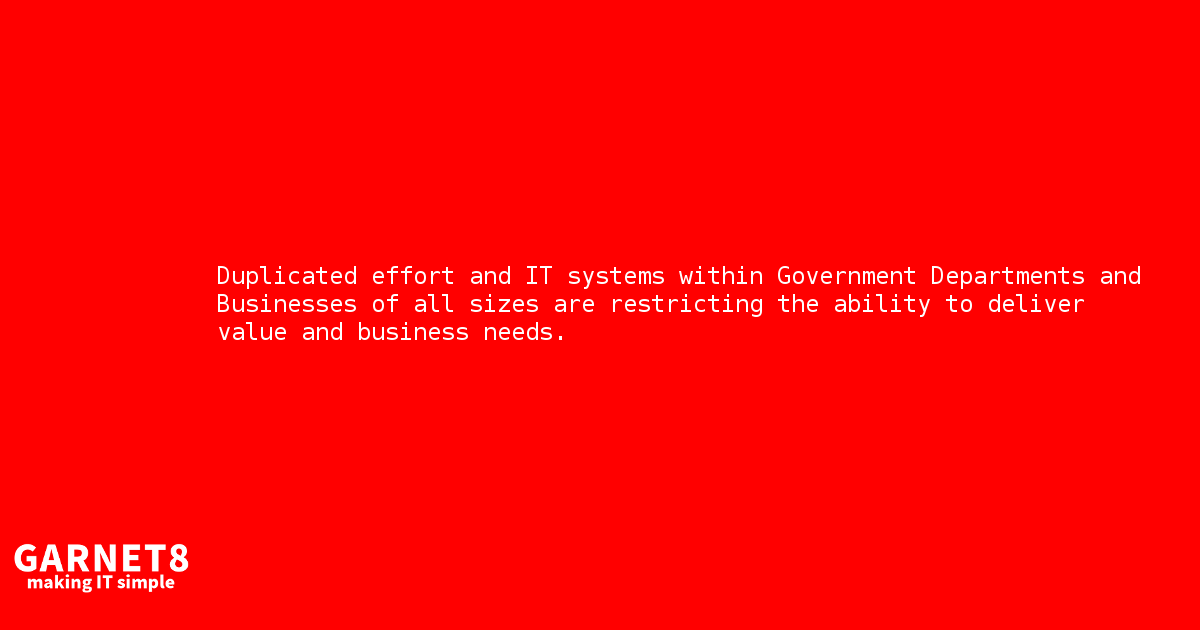 Duplicated effort and IT systems within Government Departments and
Businesses of all sizes are restricting the ability to deliver
value and business needs.
GARNET8
making IT simple